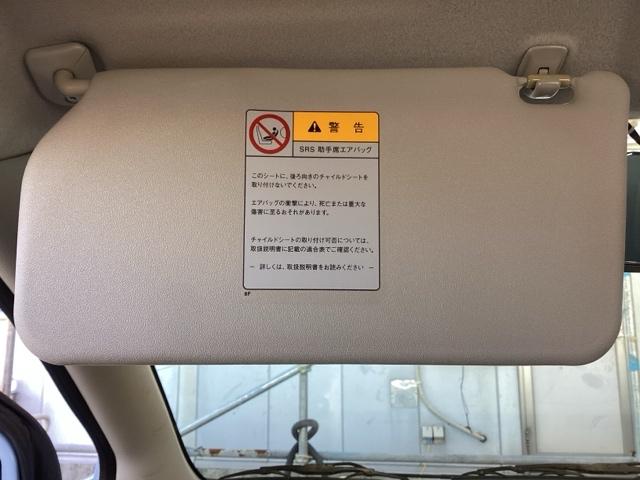 警 告
SRS 助手席エアバッグ
このシートに、後ろ向きのチャイルドシートを
取り付けないでください。
エアバッグの衝撃により、死亡または重大な
傷害に至るおそれがあります。
チャイルドシートの取り付け可否については、
取扱説明書に記載の適合表でご確認ください。
− 詳しくは、取扱説明書をお読みください −
8F